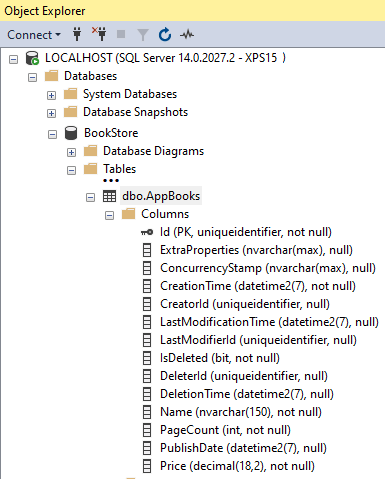 Object Explorer
Connect
LOCALHOST (SQL Server 14.0.2027.2 - XPS15 )
Databases
System Databases
Database Snapshots
BookStore
Database Diagrams
Tables
•••
dbo.AppBooks
Columns
Id (PK, uniqueidentifier, not null)
ExtraProperties (nvarchar(max), null)
ConcurrencyStamp (nvarchar(max), null)
CreationTime (datetime2(7), not null)
CreatorId (uniqueidentifier, null)
LastModificationTime (datetime2(7), null)
LastModifierId (uniqueidentifier, null)
IsDeleted (bit, not null)
DeleterId (uniqueidentifier, null)
DeletionTime (datetime2(7), null)
Name (nvarchar(150), not null)
PageCount (int, not null)
PublishDate (datetime2(7), null)
Price (decimal(18,2), not null)